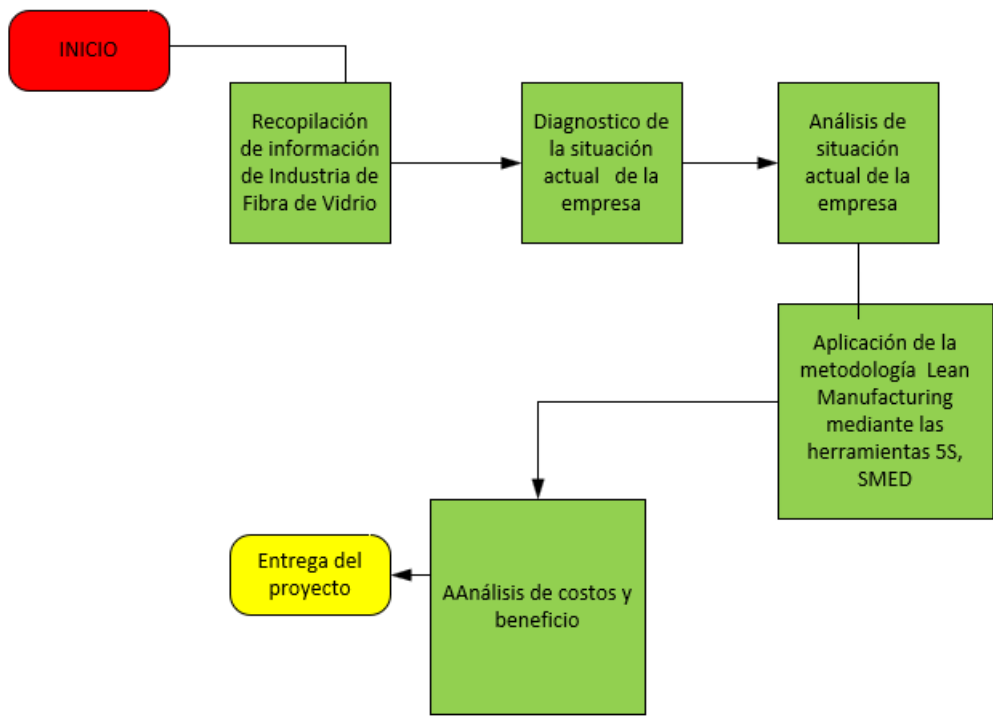 INICIO
Recopilación
de información
de Industria de
Fibra de Vidrio
Diagnostico de
la situación
actual de la
empresa
Análisis de
situación
actual de la
empresa
Aplicación de la
metodología Lean
Manufacturing
mediante las
herramientas 5S,
SMED
AAnálisis de costos y
beneficio
Entrega del
proyecto